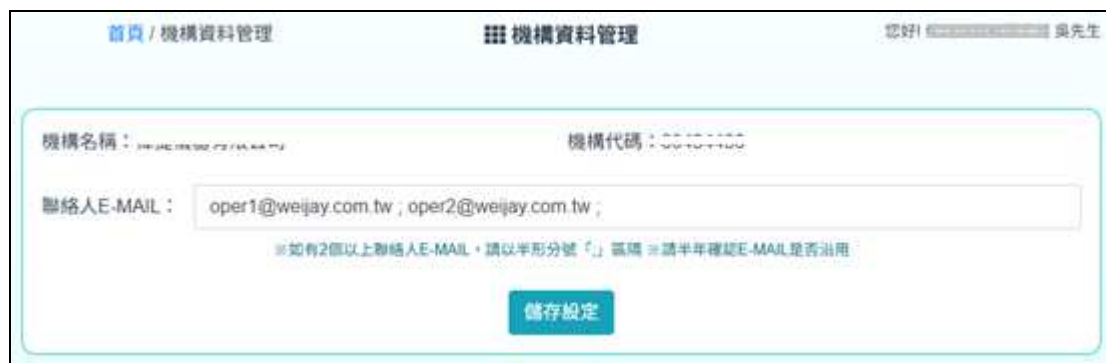 首頁 / 機構資料管理
機構資料管理
您好! 吳先生
機構名稱：
機構代碼：
聯絡人E-MAIL：
oper1@weijay.com.tw ; oper2@weijay.com.tw ;
※如有2個以上聯絡人E-MAIL，請以半形分號「;」區隔 ※請半年確認E-MAIL是否沿用
儲存設定